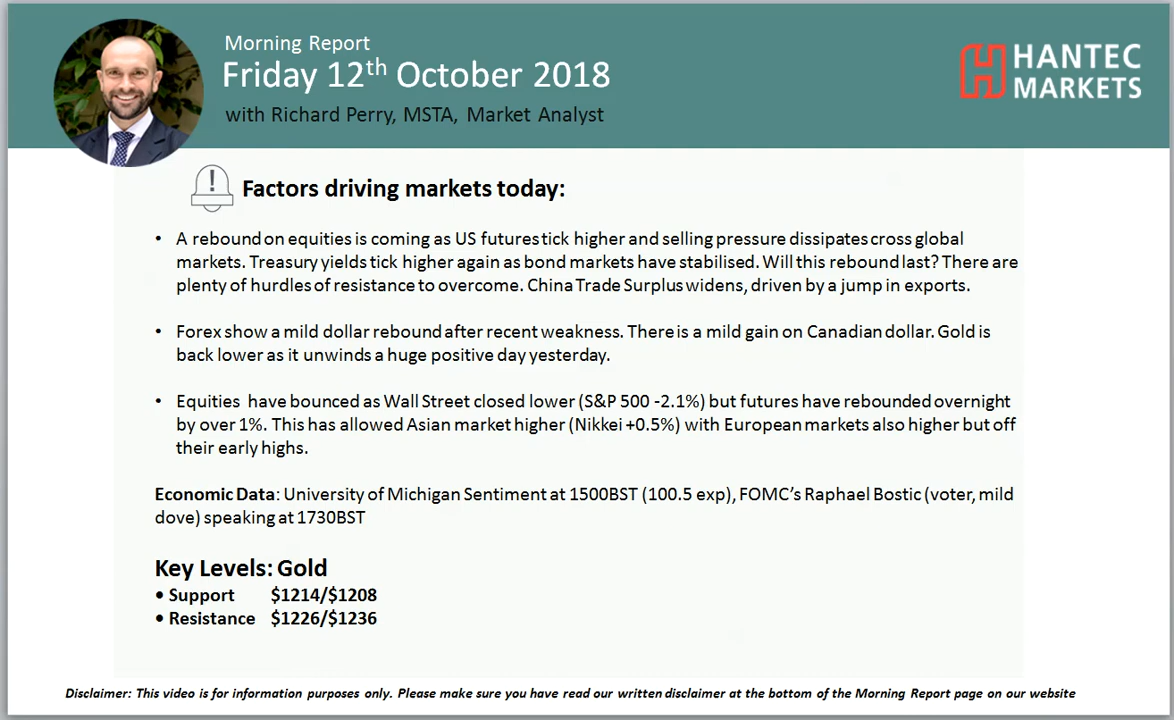 Morning Report
Friday 12th October 2018
with Richard Perry, MSTA, Market Analyst
HANTEC
MARKETS
Factors driving markets today:
• A rebound on equities is coming as US futures tick higher and selling pressure dissipates cross global
markets. Treasury yields tick higher again as bond markets have stabilised. Will this rebound last? There are
plenty of hurdles of resistance to overcome. China Trade Surplus widens, driven by a jump in exports.
• Forex show a mild dollar rebound after recent weakness. There is a mild gain on Canadian dollar. Gold is
back lower as it unwinds a huge positive day yesterday.
• Equities have bounced as Wall Street closed lower (S&P 500 -2.1%) but futures have rebounded overnight
by over 1%. This has allowed Asian market higher (Nikkei +0.5%) with European markets also higher but off
their early highs.
Economic Data: University of Michigan Sentiment at 1500BST (100.5 exp), FOMC's Raphael Bostic (voter, mild
dove) speaking at 1730BST
Key Levels: Gold
• Support $1214/$1208
• Resistance $1226/$1236
Disclaimer: This video is for information purposes only. Please make sure you have read our written disclaimer at the bottom of the Morning Report page on our website